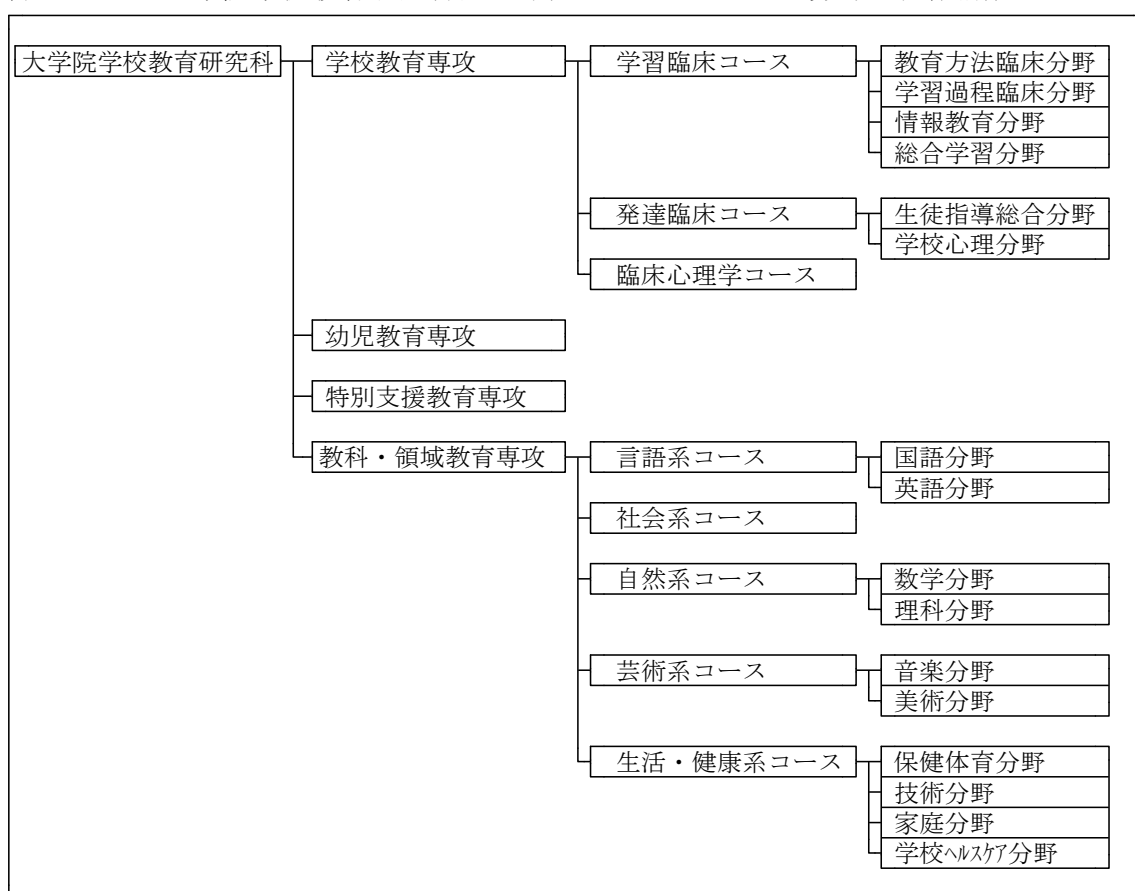 大学院学校教育研究科 学校教育専攻 学習臨床コース 教育方法臨床分野
学習過程臨床分野
情報教育分野
総合学習分野
発達臨床コース 生徒指導総合分野
学校心理分野
臨床心理学コース
幼児教育専攻
特別支援教育専攻
教科・領域教育専攻 言語系コース 国語分野
英語分野
社会系コース
自然系コース 数学分野
理科分野
芸術系コース 音楽分野
美術分野
生活・健康系コース 保健体育分野
技術分野
家庭分野
学校ﾍﾙｽｹｱ分野